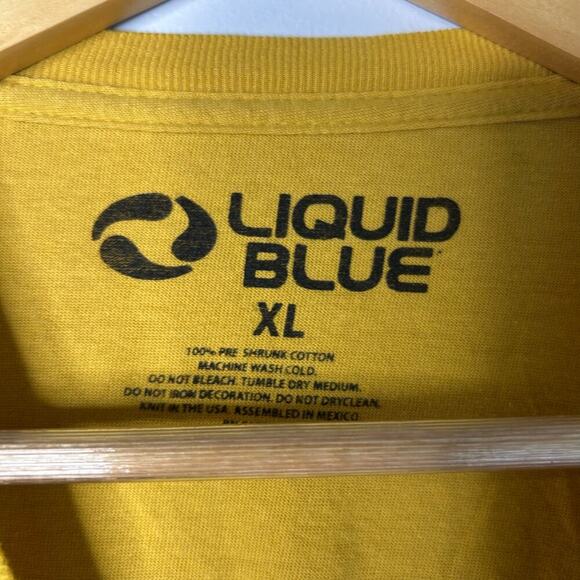 LIQUID
BLUE
XL
100% PRE SHRUNK COTTON
MACHINE WASH COLD.
DO NOT BLEACH. TUMBLE DRY MEDIUM.
DO NOT IRON DECORATION. DO NOT DRYCLEAN.
KNIT IN THE USA. ASSEMBLED IN MEXICO.